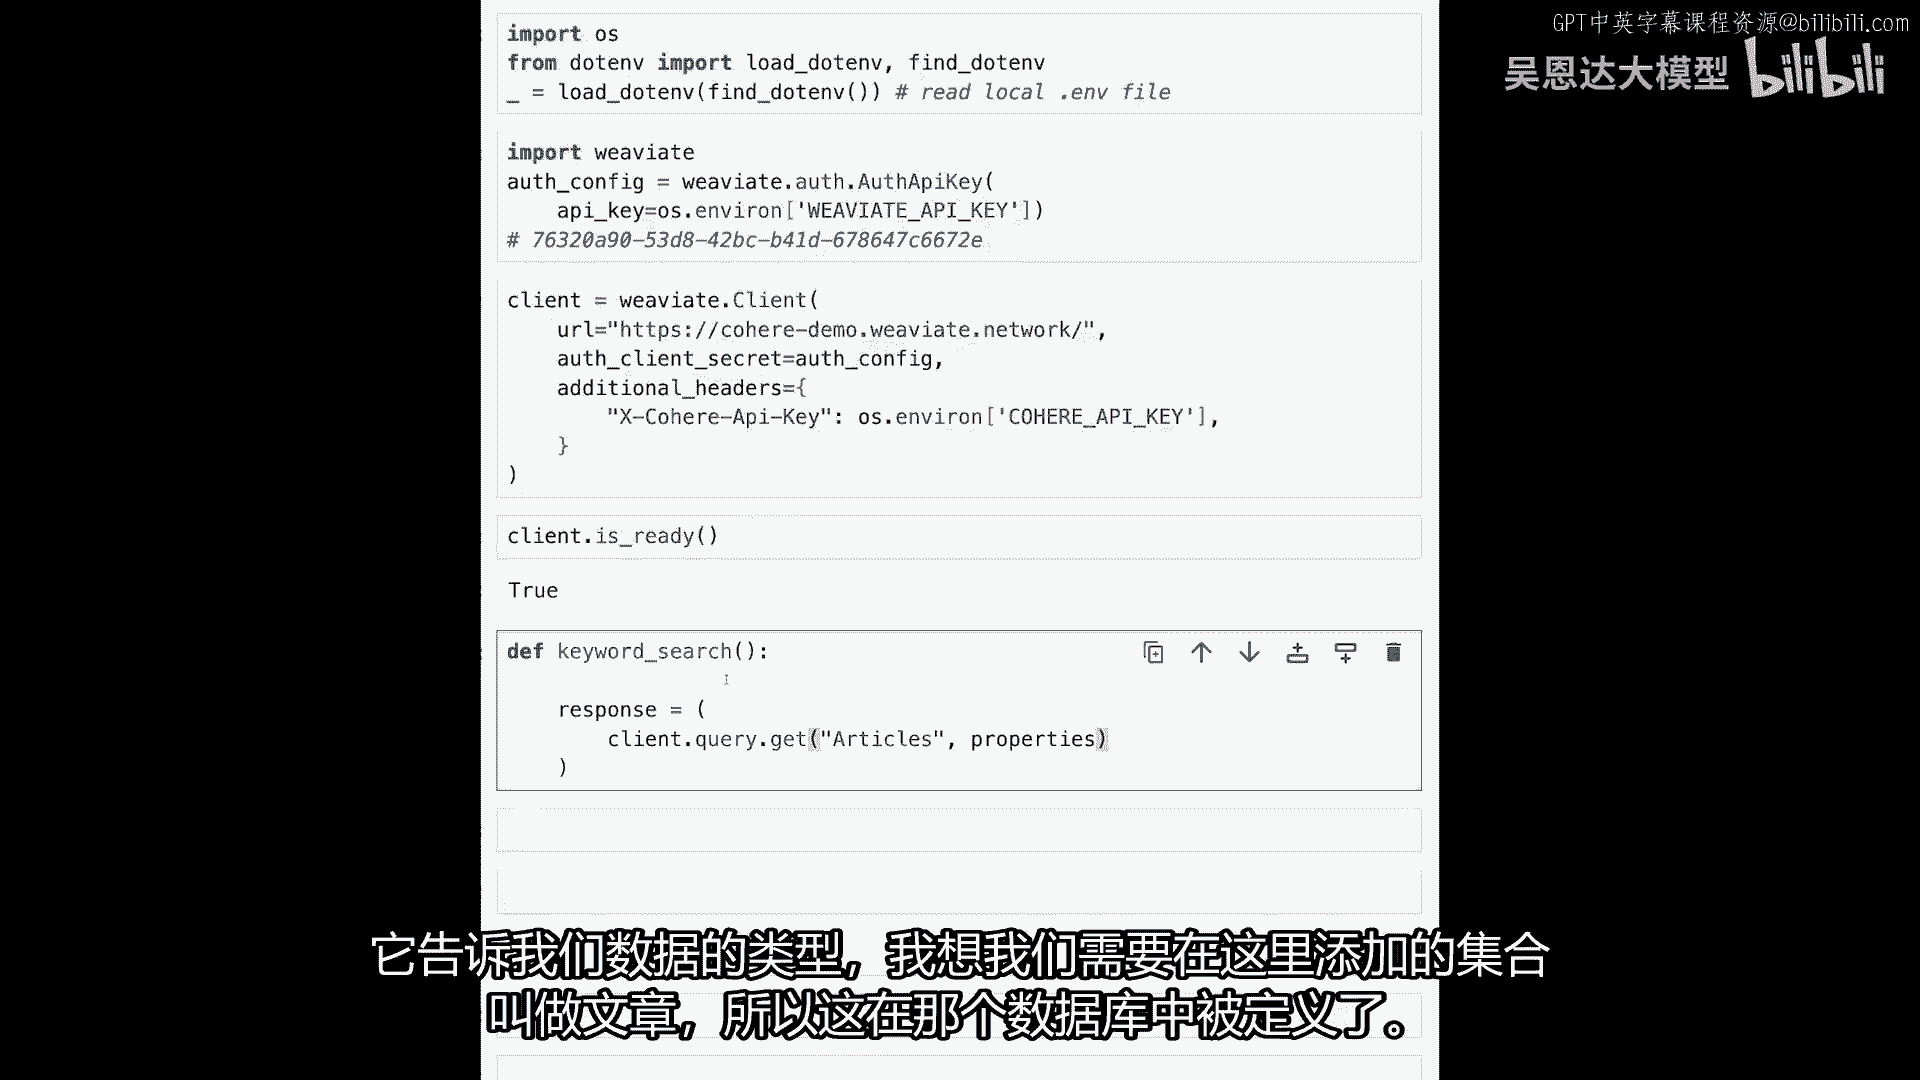 GPT中英字幕课程资源@bilibili.com
吴恩达大模型 bilibili
import os
from dotenv import load_dotenv, find_dotenv
_ = load_dotenv(find_dotenv()) # read local .env file
import weaviate
auth_config = weaviate.auth.AuthApiKey(
    api_key=os.environ['WEAVIATE_API_KEY'])
# 76320a90-53d8-42bc-b41d-678647c6672e
client = weaviate.Client(
    url="https://cohere-demo.weaviate.network/",
    auth_client_secret=auth_config,
    additional_headers={
        "X-Cohere-Api-Key": os.environ['COHERE_API_KEY'],
    }
)
client.is_ready()
True
def keyword_search():
    response = (
        client.query.get("Articles", properties)
    )
它告诉我们数据的类型，我想我们需要在这里添加的集合
叫做文章，所以这在那个数据库中被定义了。